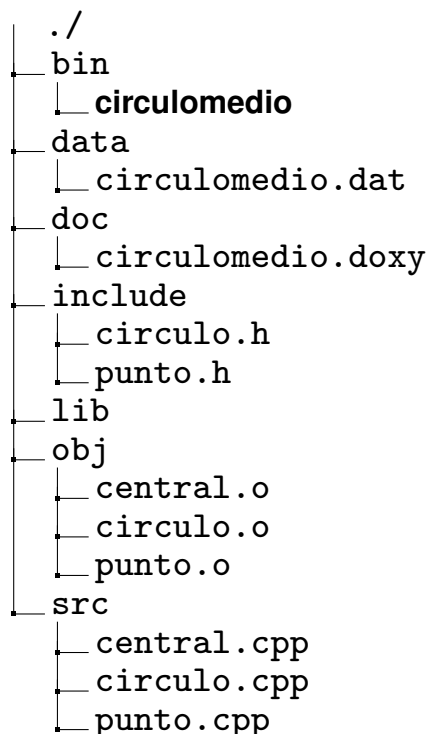 ./
bin
circulomedio
data
circulomedio.dat
doc
circulomedio.doxy
include
circulo.h
punto.h
lib
obj
central.o
circulo.o
punto.o
src
central.cpp
circulo.cpp
punto.cpp